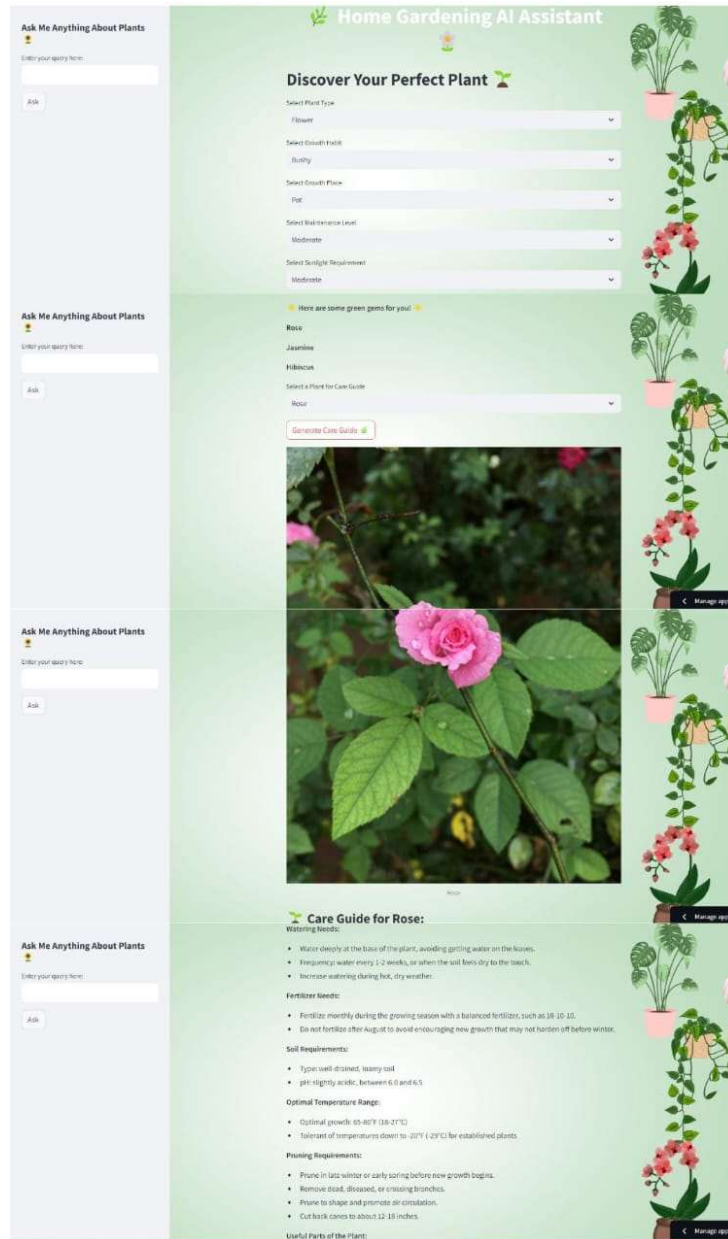 Ask Me Anything About Plants
Enter your query here:
Ask
Home Gardening AI Assistant
Discover Your Perfect Plant
Select Plant Type
Flower
Select Growth Habit
Bushy
Select Growth Place
Pot
Select Maintenance Level
Moderate
Select Sunlight Requirement
Moderate
Ask Me Anything About Plants
Enter your query here:
Ask
Here are some green gems for you!
Rose
Jasmine
Hibiscus
Select a Plant for Care Guide
Rose
Generate Care Guide
< Manage app
Ask Me Anything About Plants
Enter your query here:
Ask
Rose
Care Guide for Rose:
< Manage app
Ask Me Anything About Plants
Enter your query here:
Ask
Watering Needs:
• Water deeply at the base of the plant, avoiding getting water on the leaves.
• Frequency: water every 1-2 weeks, or when the soil feels dry to the touch.
• Increase watering during hot, dry weather.
Fertilizer Needs:
• Fertilize monthly during the growing season with a balanced fertilizer, such as 10-10-10.
• Do not fertilize after August to avoid encouraging new growth that may not harden off before winter.
Soil Requirements:
• Type: well-drained, loamy soil
• pH: slightly acidic, between 6.0 and 6.5
Optimal Temperature Range:
• Optimal growth: 65-80°F (18-27°C)
• Tolerant of temperatures down to -20°F (-29°C) for established plants
Pruning Requirements:
• Prune in late winter or early spring before new growth begins.
• Remove dead, diseased, or crossing branches.
• Prune to shape and promote air circulation.
• Cut back canes to about 12-18 inches.
Useful Parts of the Plant:
< Manage app